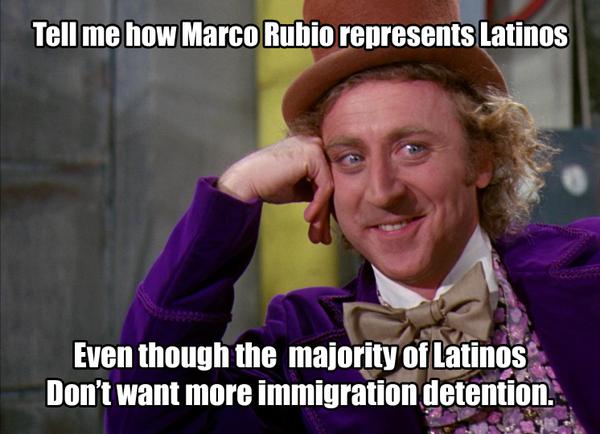 Tell me how Marco Rubio represents Latinos
Even though the majority of Latinos
Don't want more immigration detention.